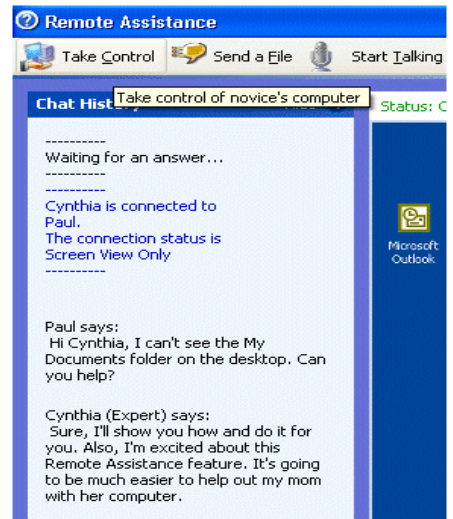 Remote Assistance
Take Control Send a File Start Talking
Take control of novice's computer
Chat
Status:
----------
Waiting for an answer...
----------
----------
Cynthia is connected to
Paul.
The connection status is
Screen View Only
----------
Microsoft
Outlook
Paul says:
Hi Cynthia, I can't see the My
Documents folder on the desktop. Can
you help?
Cynthia (Expert) says:
Sure, I'll show you how and do it for
you. Also, I'm excited about this
Remote Assistance feature. It's going
to be much easier to help out my mom
with her computer.